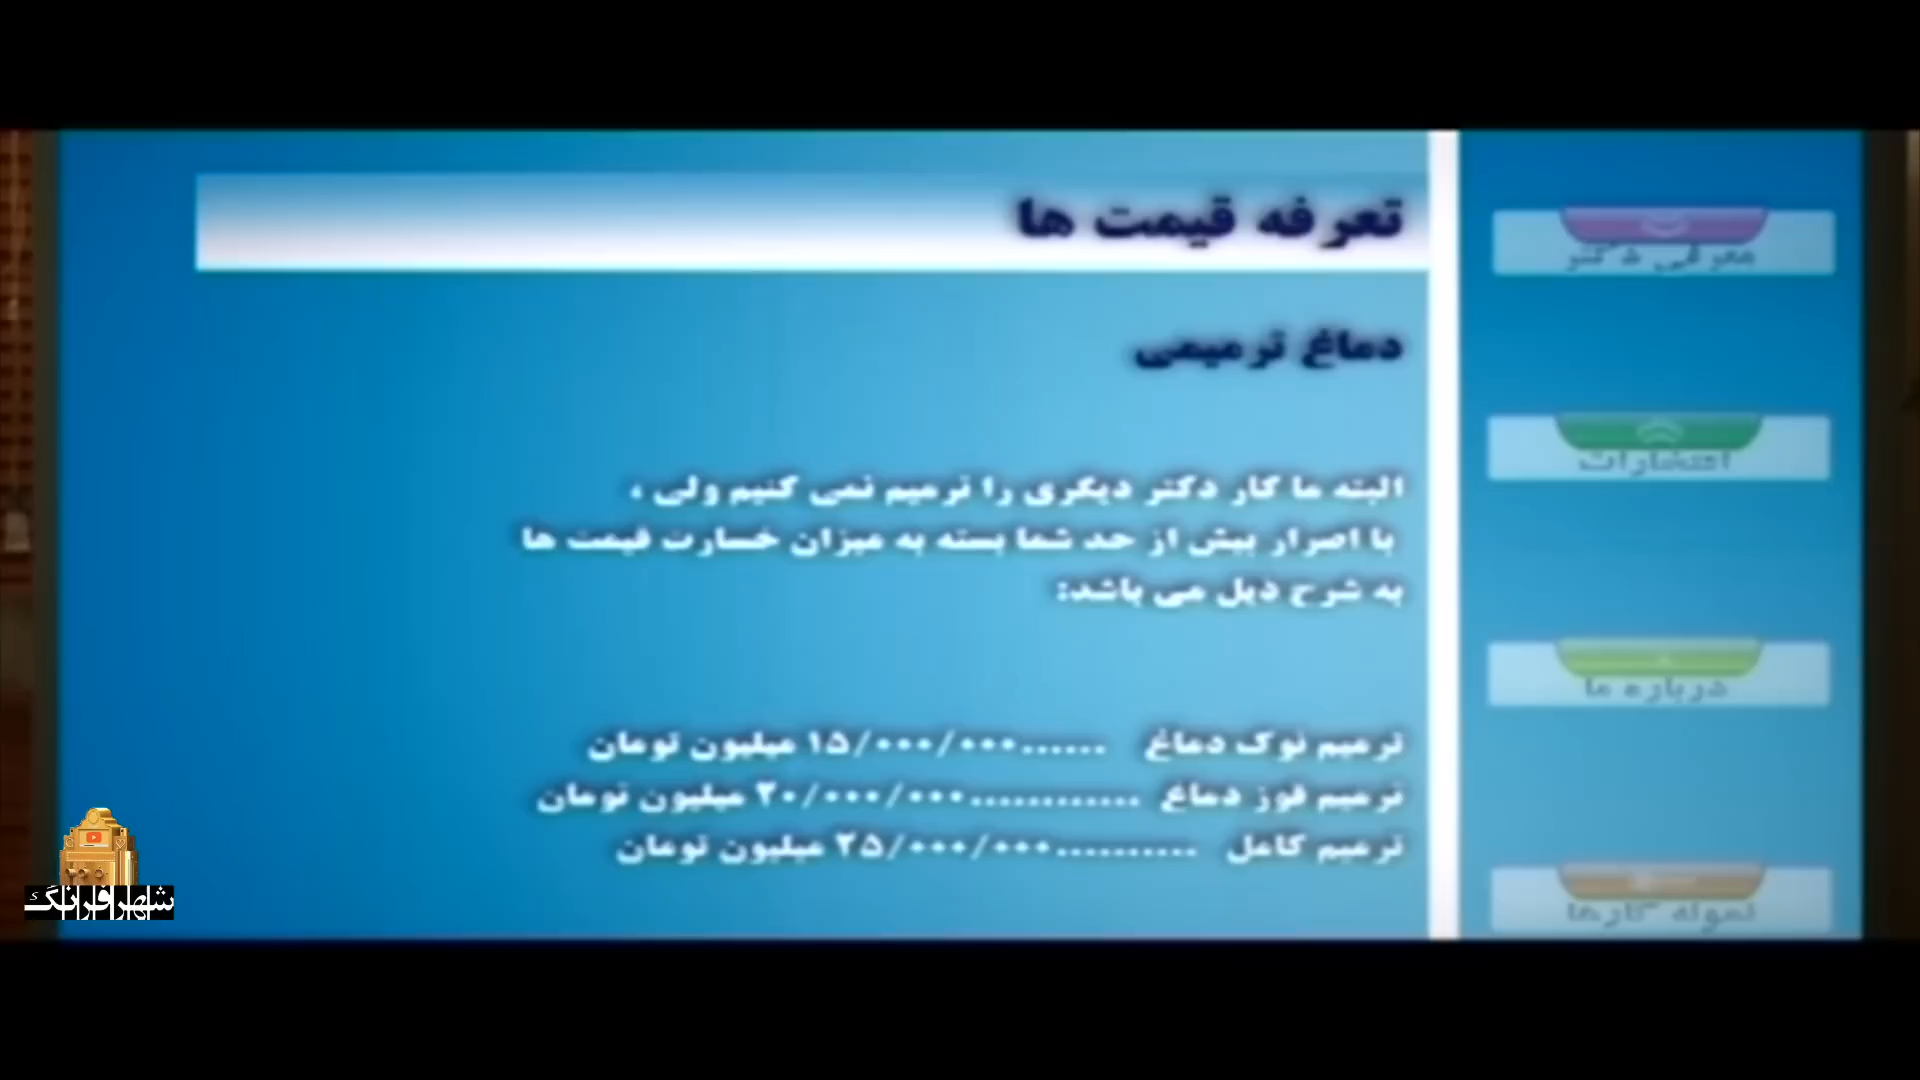 تعرفه قیمت ها
دماغ ترمیمی
البته ما کار دکتر دیگری را ترمیم نمی کنیم ولی ،
با اصرار بیش از حد شما بسته به میزان خسارت قیمت ها
به شرح ذیل می باشد:
ترمیم نوک دماغ ......۱۵/۰۰۰/۰۰۰ میلیون تومان
ترمیم قوز دماغ ............۲۰/۰۰۰/۰۰۰ میلیون تومان
ترمیم کامل ..........۲۵/۰۰۰/۰۰۰ میلیون تومان
معرفی دکتر
انتشارات
درباره ما
نمونه کارها
شهرفرنگ